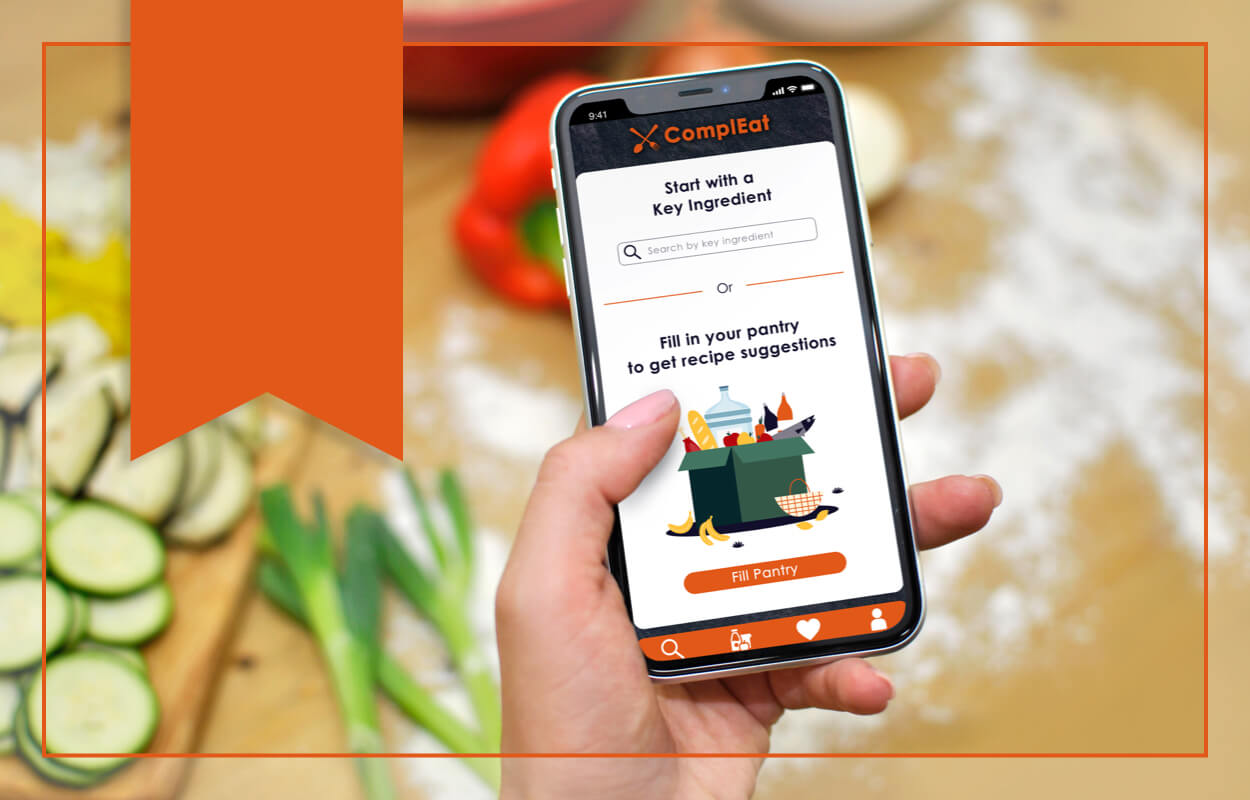 9:41
ComplEat
Start with a
Key Ingredient
Search by key ingredient
Or
Fill in your pantry
to get recipe suggestions
Fill Pantry